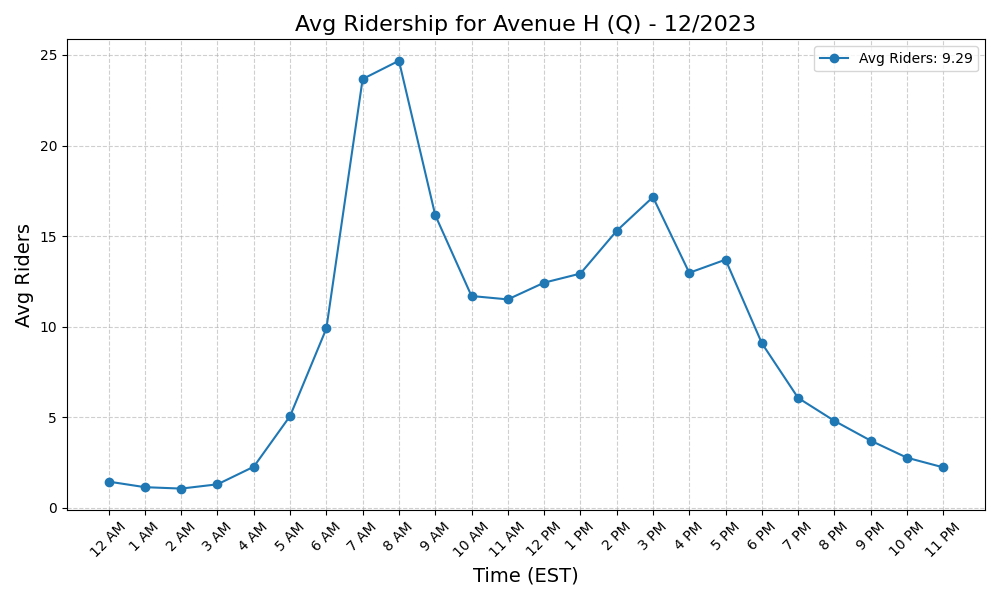 Avg Ridership for Avenue H (Q) - 12/2023
Avg Riders: 9.29
Avg Riders
25
20
15
10
5
0
12 AM
1 AM
2 AM
3 AM
4 AM
5 AM
6 AM
7 AM
8 AM
9 AM
10 AM
11 AM
12 PM
1 PM
2 PM
3 PM
4 PM
5 PM
6 PM
7 PM
8 PM
9 PM
10 PM
11 PM
Time (EST)